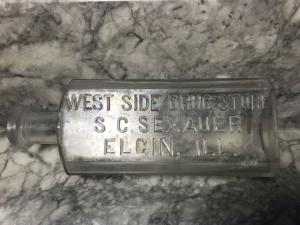 WEST SIDE DRUG STORE
S. C. SEXAUER
ELGIN, ILL.